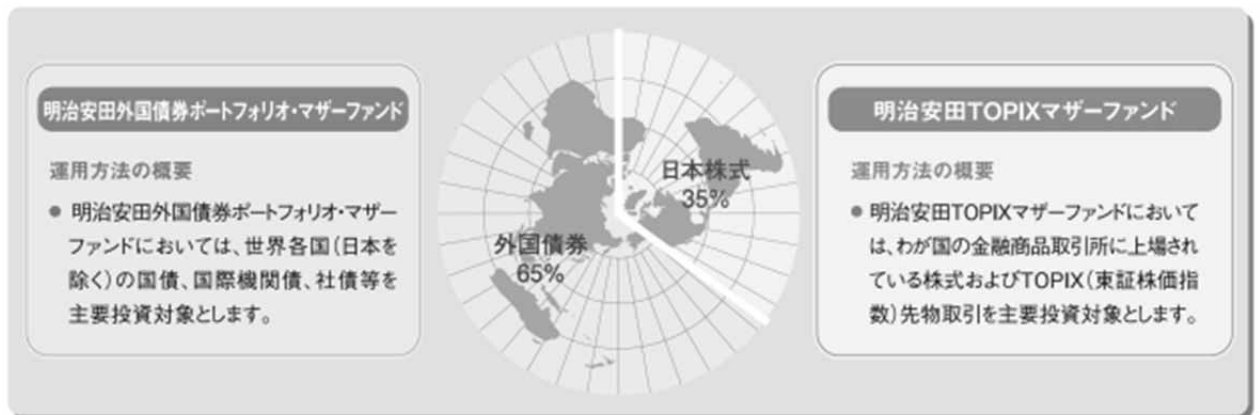 明治安田外国債券ポートフォリオ・マザーファンド
運用方法の概要
● 明治安田外国債券ポートフォリオ・マザー
ファンドにおいては、世界各国(日本を
除く)の国債、国際機関債、社債等を
主要投資対象とします。
外国債券
65%
日本株式
35%
明治安田TOPIXマザーファンド
運用方法の概要
● 明治安田TOPIXマザーファンドにおいて
は、わが国の金融商品取引所に上場され
ている株式およびTOPIX(東証株価指
数)先物取引を主要投資対象とします。